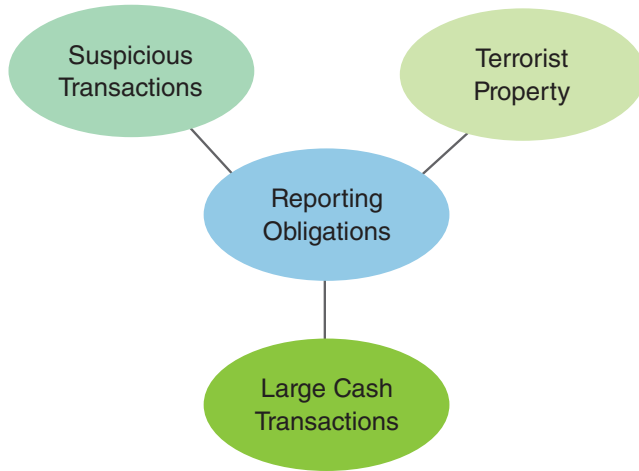 Suspicious
Transactions
Terrorist
Property
Reporting
Obligations
Large Cash
Transactions